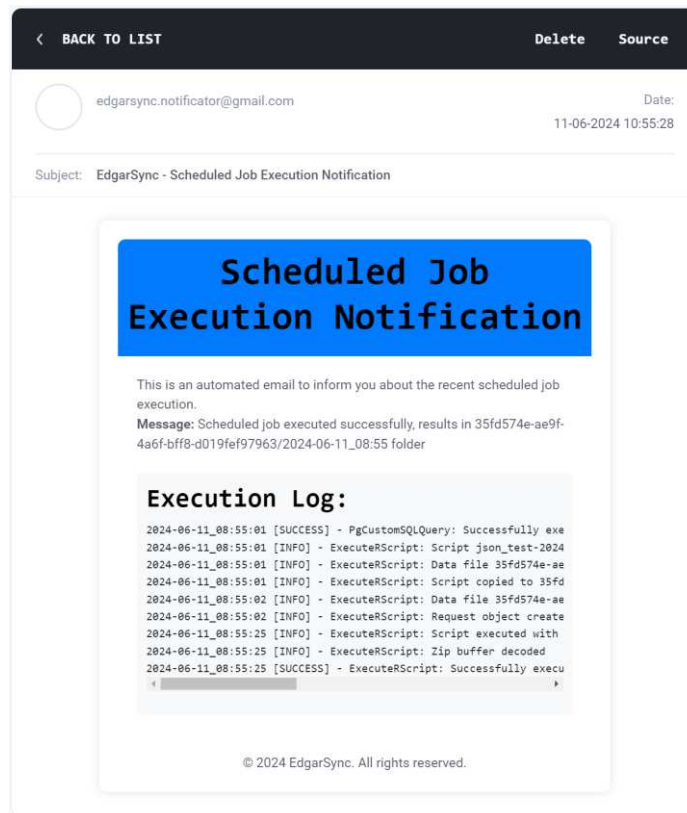 BACK TO LIST Delete Source
edgarsync.notificator@gmail.com Date:
11-06-2024 10:55:28
Subject: EdgarSync - Scheduled Job Execution Notification
Scheduled Job
Execution Notification
This is an automated email to inform you about the recent scheduled job
execution.
Message: Scheduled job executed successfully, results in 35fd574e-ae9f-
4a6f-bff8-d019fef97963/2024-06-11_08:55 folder
Execution Log:
2024-06-11_08:55:01 [SUCCESS] - PgCustomSQLQuery: Successfully exe
2024-06-11_08:55:01 [INFO] - ExecuteRScript: Script json_test-2024
2024-06-11_08:55:01 [INFO] - ExecuteRScript: Data file 35fd574e-ae
2024-06-11_08:55:01 [INFO] - ExecuteRScript: Script copied to 35fd
2024-06-11_08:55:02 [INFO] - ExecuteRScript: Data file 35fd574e-ae
2024-06-11_08:55:02 [INFO] - ExecuteRScript: Request object create
2024-06-11_08:55:25 [INFO] - ExecuteRScript: Script executed with
2024-06-11_08:55:25 [INFO] - ExecuteRScript: Zip buffer decoded
2024-06-11_08:55:25 [SUCCESS] - ExecuteRScript: Successfully execu
© 2024 EdgarSync. All rights reserved.